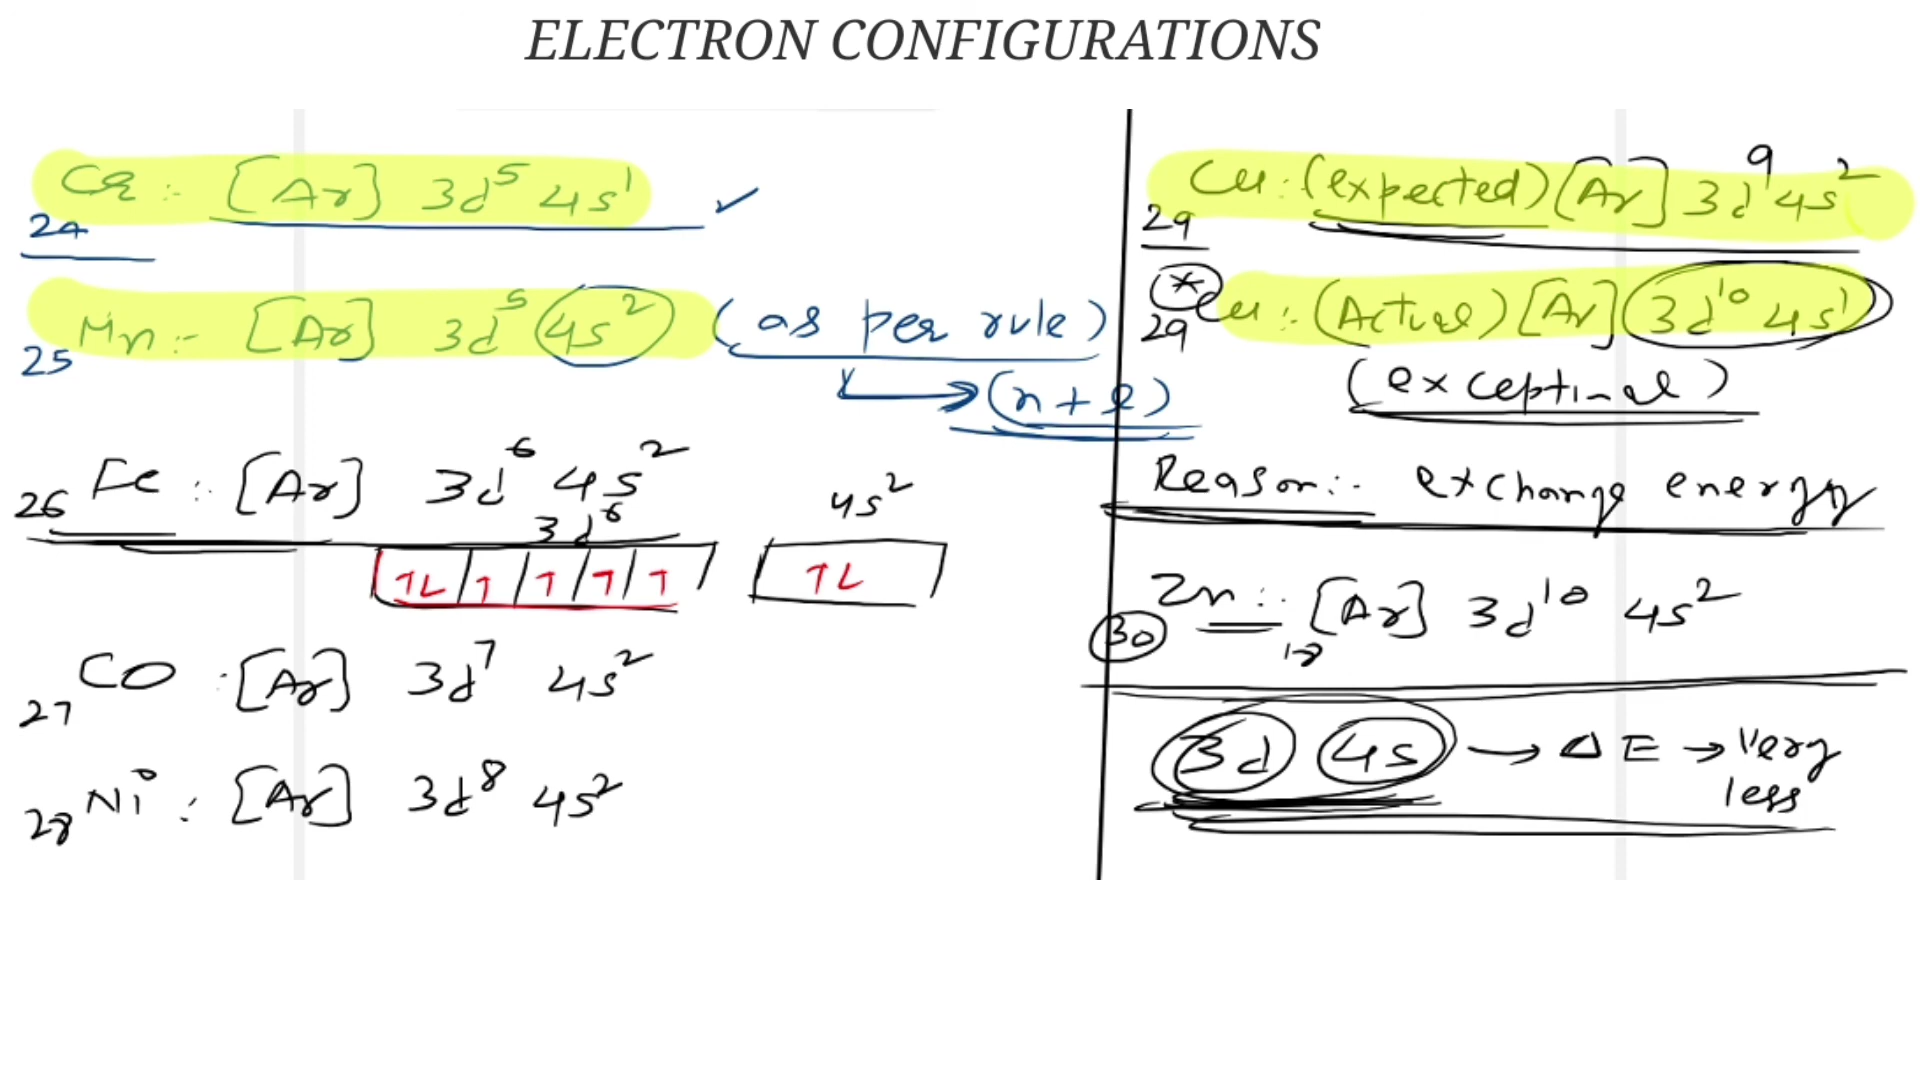 ELECTRON CONFIGURATIONS
Cr :- [Ar] 3d⁵ 4s¹ ✓
24
Mn :- [Ar] 3d⁵ 4s² (as per rule)
25
→ (n + l)
26 Fe :- [Ar] 3d⁶ 4s²
3d⁶ 4s²
27 CO : [Ar] 3d⁷ 4s²
28 Ni : [Ar] 3d⁸ 4s²
Cu : (expected) [Ar] 3d⁹ 4s²
29
* Cu :- (Actual) [Ar] 3d¹⁰ 4s¹
29
(exceptinal)
Reason :- exchange energy
Zn :- [Ar] 3d¹⁰ 4s²
30
18
3d 4s → Δ E → very
less